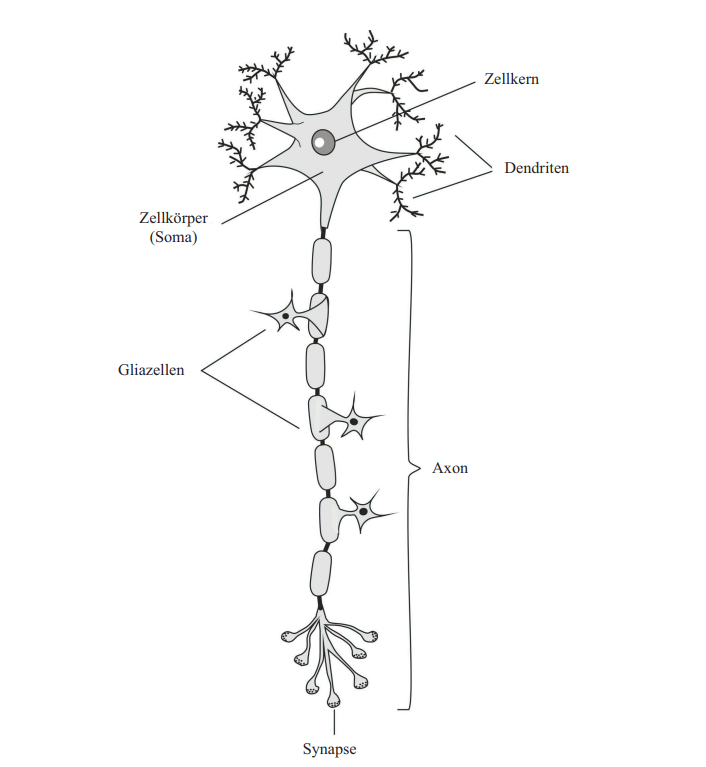 Zellkern
Dendriten
Zellkörper
(Soma)
Gliazellen
Axon
Synapse